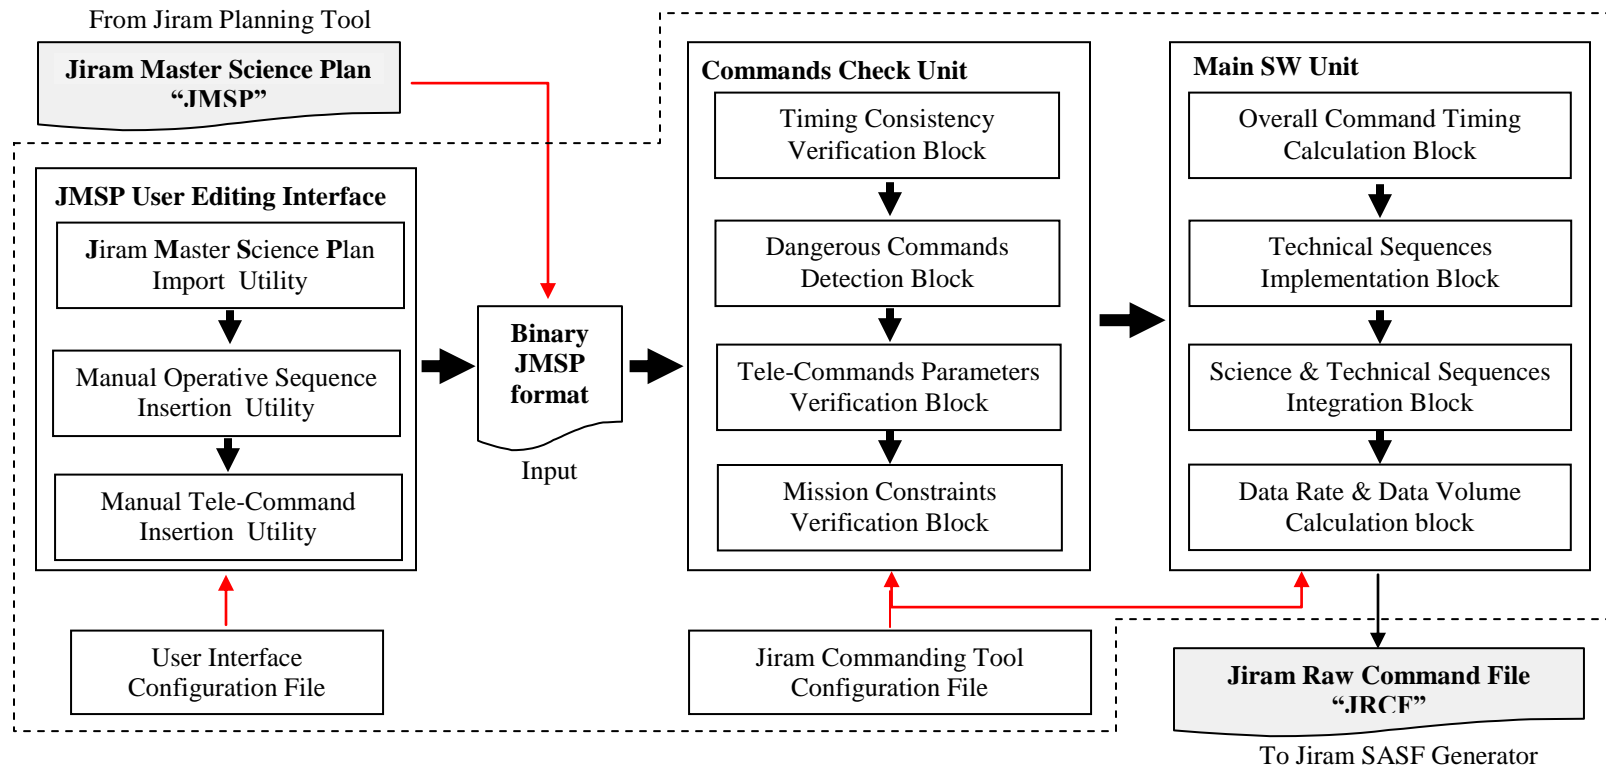 From Jiram Planning Tool
Jiram Master Science Plan
“JMSP”
JMSP User Editing Interface
Jiram Master Science Plan
Import Utility
Manual Operative Sequence
Insertion Utility
Manual Tele-Command
Insertion Utility
User Interface
Configuration File
Binary
JMSP
format
Input
Commands Check Unit
Timing Consistency
Verification Block
Dangerous Commands
Detection Block
Tele-Commands Parameters
Verification Block
Mission Constraints
Verification Block
Jiram Commanding Tool
Configuration File
Main SW Unit
Overall Command Timing
Calculation Block
Technical Sequences
Implementation Block
Science & Technical Sequences
Integration Block
Data Rate & Data Volume
Calculation block
Jiram Raw Command File
“JRCF”
To Jiram SASF Generator